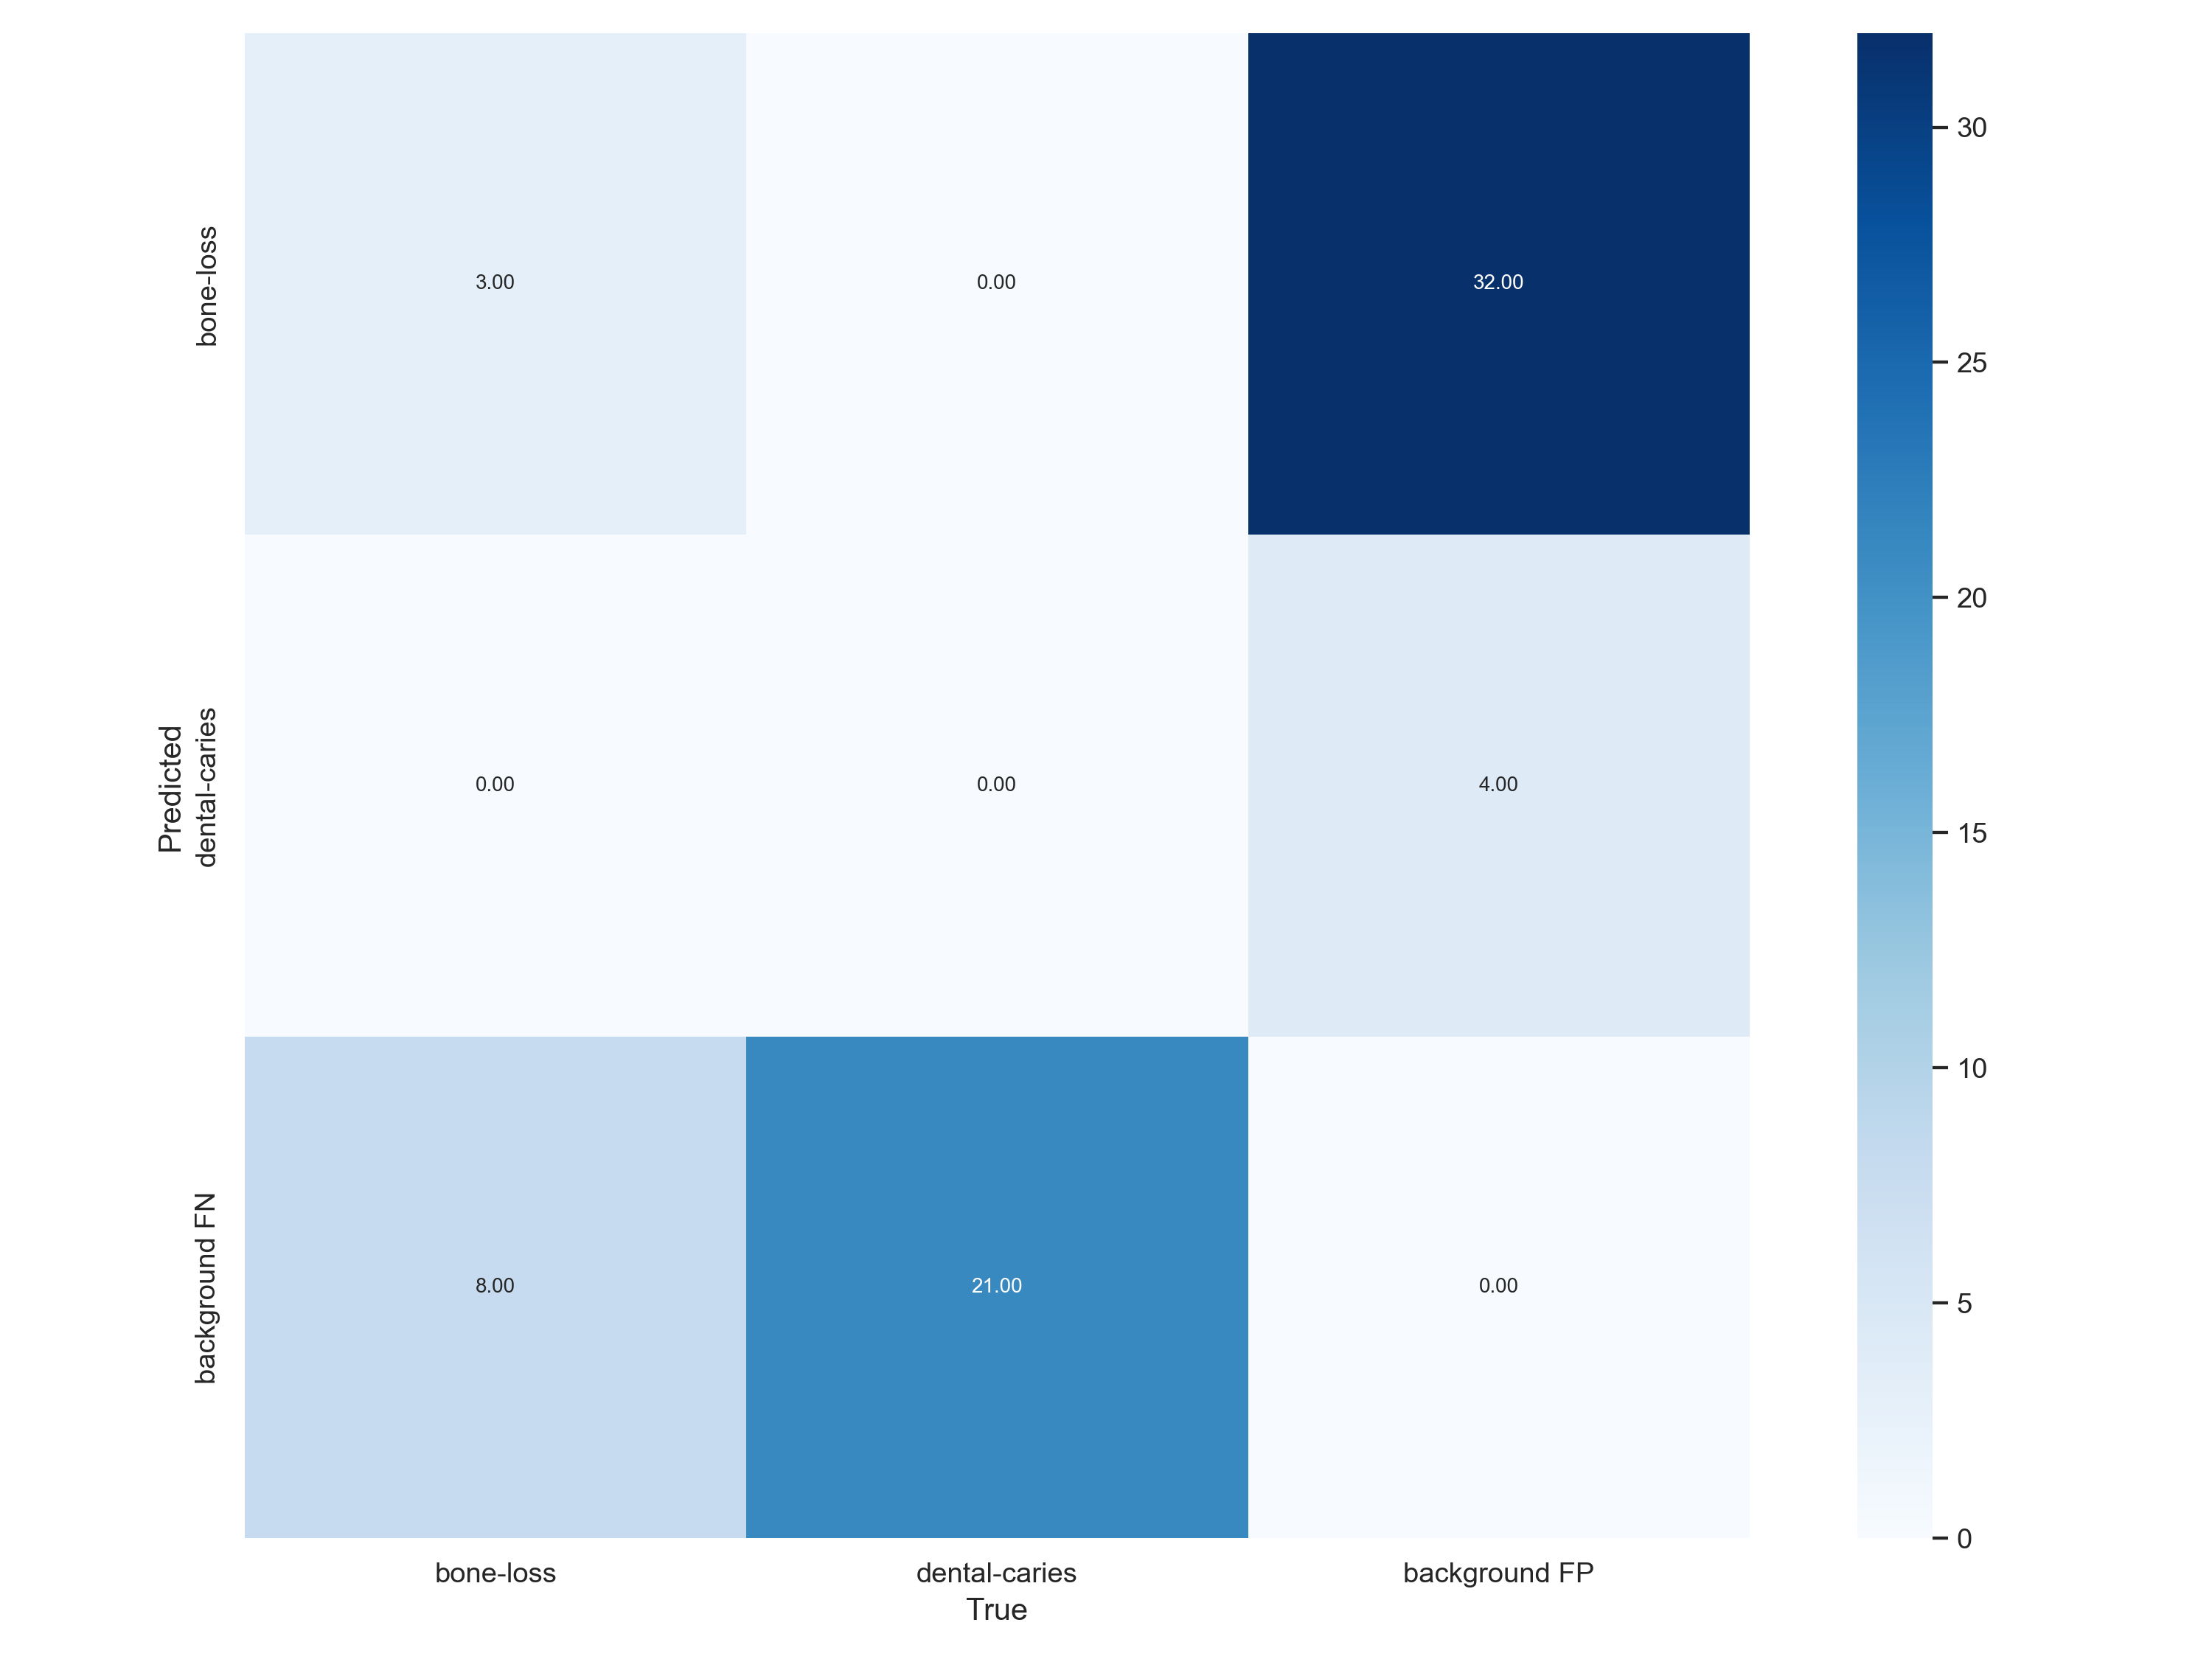 bone-loss
3.00
0.00
32.00
Predicted
dental-caries
0.00
0.00
4.00
background FN
8.00
21.00
0.00
bone-loss
dental-caries
background FP
True
30
25
20
15
10
5
0